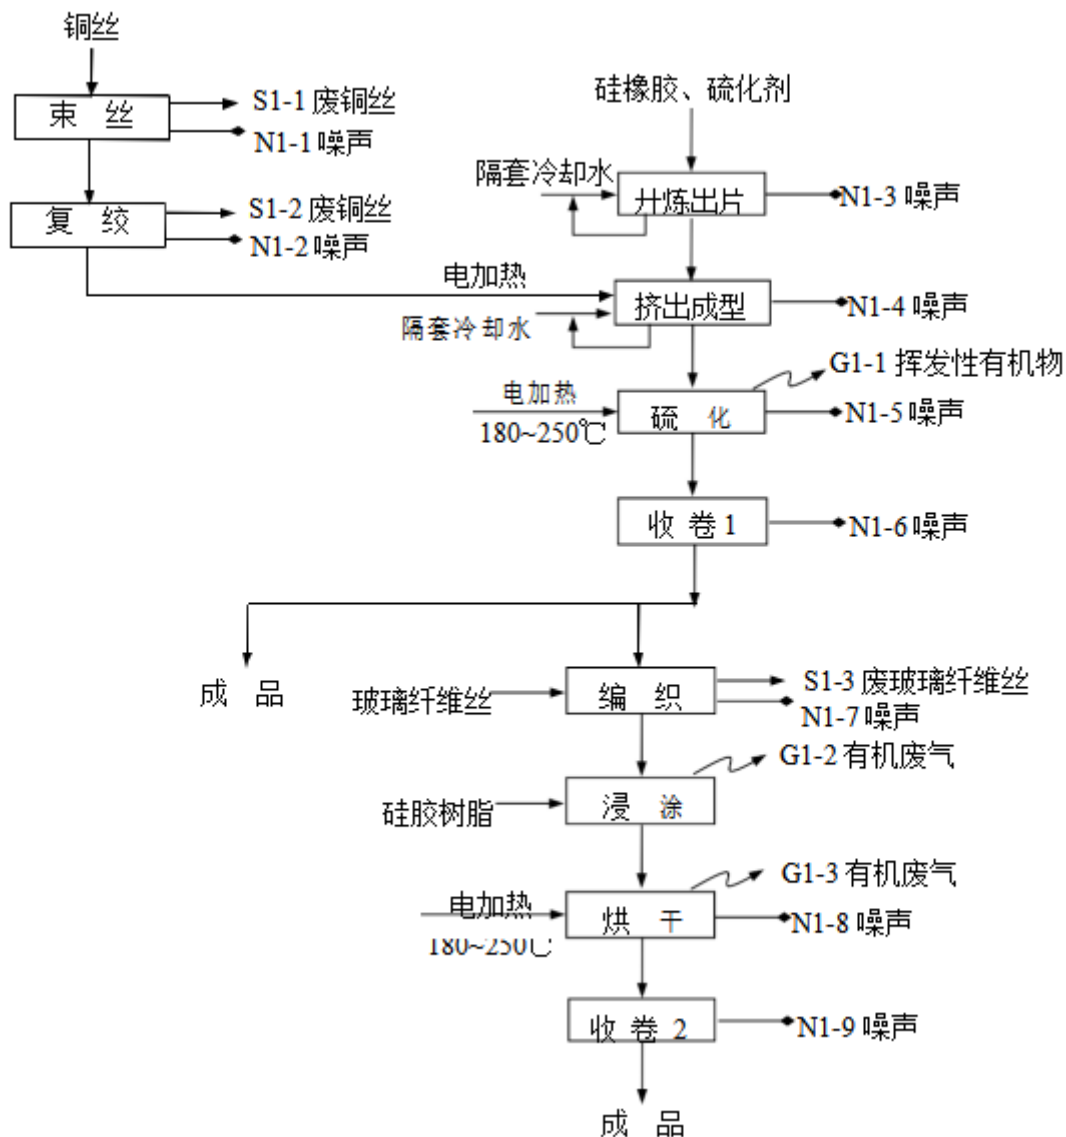 铜丝
束 丝
S1-1 废铜丝
N1-1 噪声
硅橡胶、硫化剂
复 绞
S1-2 废铜丝
N1-2 噪声
隔套冷却水
廾炼出片
N1-3 噪声
电加热
隔套冷却水
挤出成型
N1-4 噪声
G1-1 挥发性有机物
电加热
180~250℃
硫 化
N1-5 噪声
收 卷 1
N1-6 噪声
成 品
玻璃纤维丝
编 织
S1-3 废玻璃纤维丝
N1-7 噪声
G1-2 有机废气
硅胶树脂
浸 涂
G1-3 有机废气
电加热
180~250℃
烘 干
N1-8 噪声
收 卷 2
N1-9 噪声
成 品